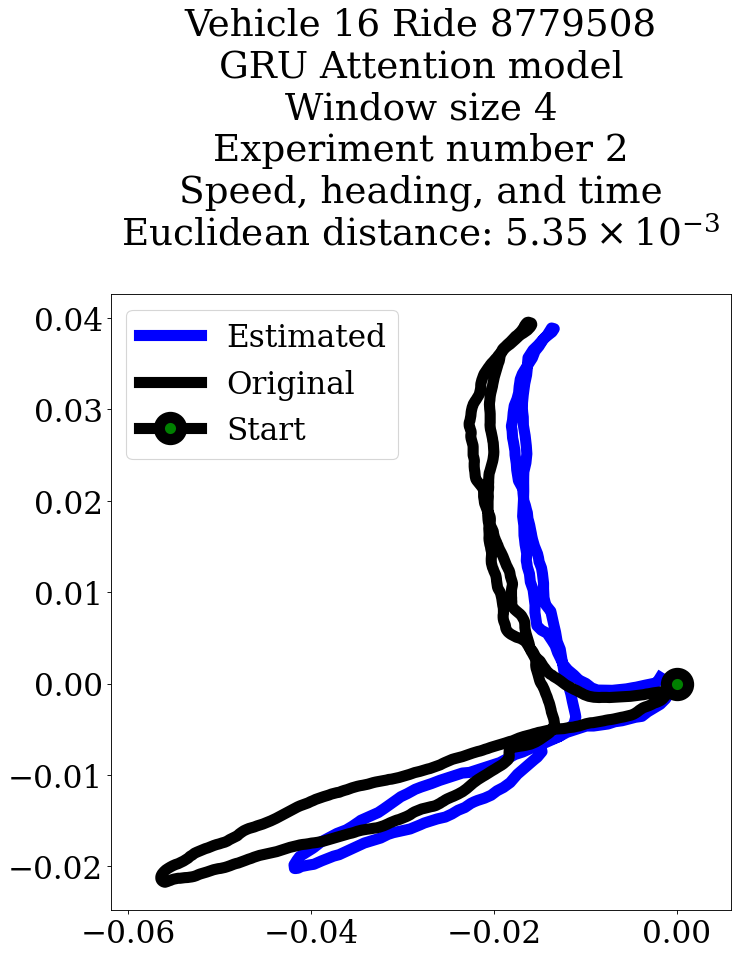 Vehicle 16 Ride 8779508
GRU Attention model
Window size 4
Experiment number 2
Speed, heading, and time
Euclidean distance: $5.35 \times 10^{-3}$
Estimated
Original
Start
0.04
0.03
0.02
0.01
0.00
−0.01
−0.02
−0.06 −0.04 −0.02 0.00